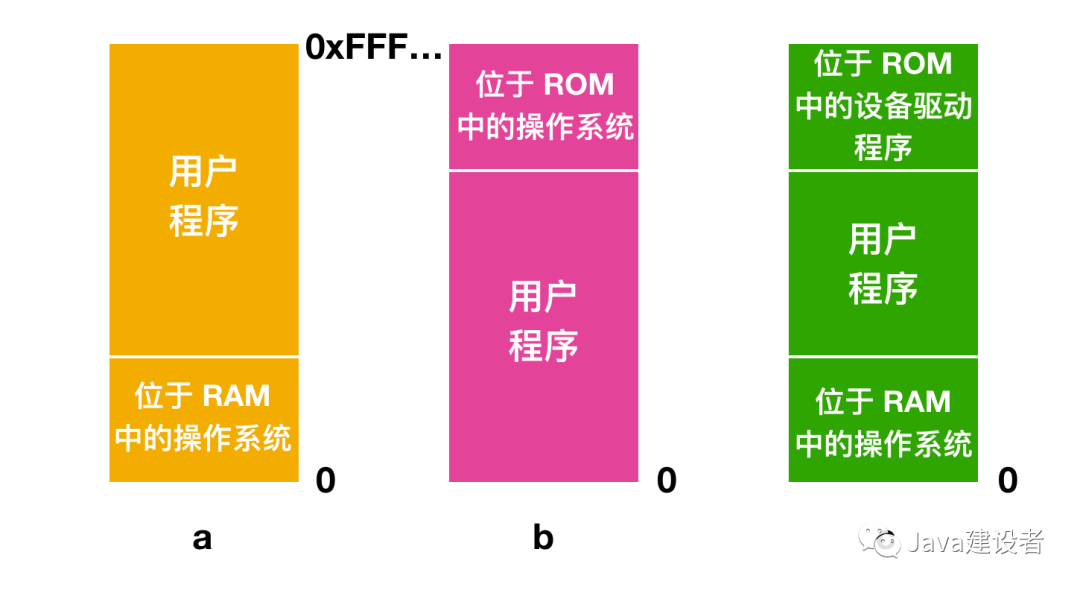 0xFFF...
用户
程序
位于 RAM
中的操作系统
0
a
位于 ROM
中的操作系统
用户
程序
0
b
位于 ROM
中的设备驱动
程序
用户
程序
位于 RAM
中的操作系统
0
Java建设者